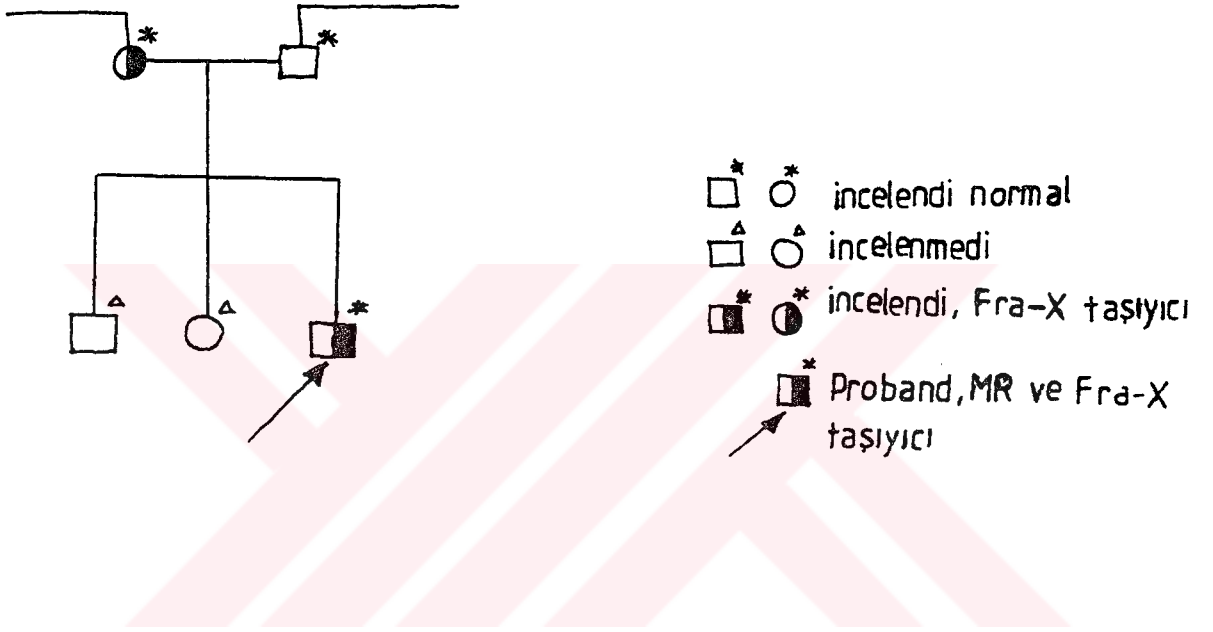 incelendi normal
incelenmedi
incelendi, Fra-X taşıyıcı
Proband, MR ve Fra-X
taşıyıcı